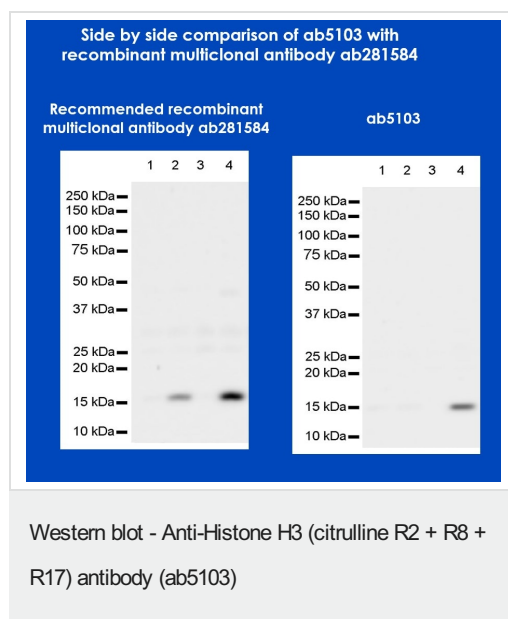 Side by side comparison of ab5103 with
recombinant multiclonal antibody ab281584
Recommended recombinant
multiclonal antibody ab281584
1 2 3 4
250 kDa
150 kDa
100 kDa
75 kDa
50 kDa
37 kDa
25 kDa
20 kDa
15 kDa
10 kDa
ab5103
1 2 3 4
250 kDa
150 kDa
100 kDa
75 kDa
50 kDa
37 kDa
25 kDa
20 kDa
15 kDa
10 kDa
Western blot - Anti-Histone H3 (citrulline R2 + R8 +
R17) antibody (ab5103)